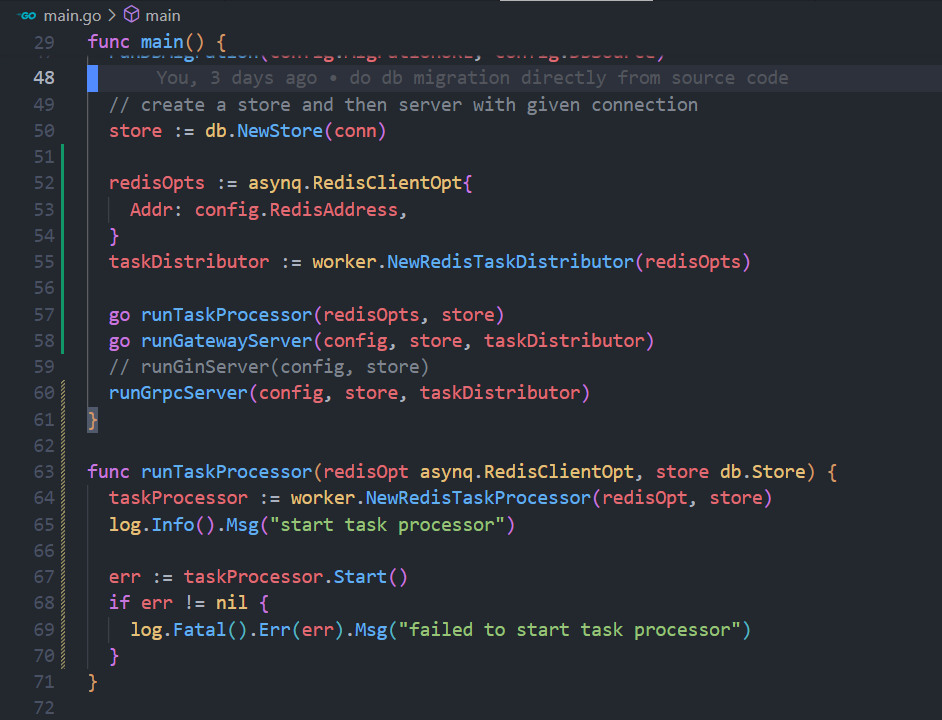 GO main.go > main
29 func main() {
48 You, 3 days ago • do db migration directly from source code
49 // create a store and then server with given connection
50 store := db.NewStore(conn)
51
52 redisOpts := asynq.RedisClientOpt{
53 Addr: config.RedisAddress,
54 }
55 taskDistributor := worker.NewRedisTaskDistributor(redisOpts)
56
57 go runTaskProcessor(redisOpts, store)
58 go runGatewayServer(config, store, taskDistributor)
59 // runGinServer(config, store)
60 runGrpcServer(config, store, taskDistributor)
61 }
62
63 func runTaskProcessor(redisOpt asynq.RedisClientOpt, store db.Store) {
64 taskProcessor := worker.NewRedisTaskProcessor(redisOpt, store)
65 log.Info().Msg("start task processor")
66
67 err := taskProcessor.Start()
68 if err != nil {
69 log.Fatal().Err(err).Msg("failed to start task processor")
70 }
71 }
72